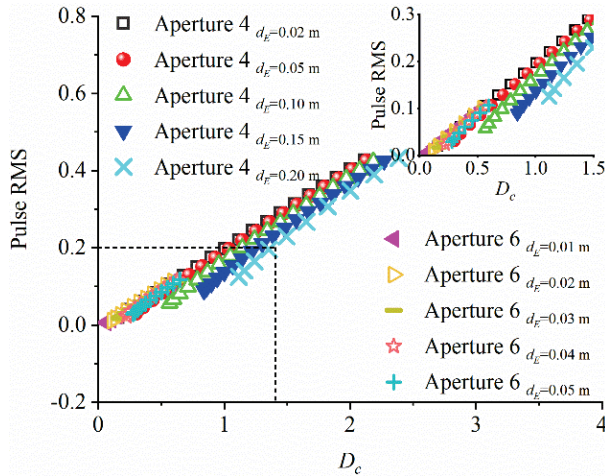 0.8
0.6
0.4
0.2
0.0
-0.2
Pulse RMS
0
1
2
3
4
D_c
Aperture 4 d_E=0.02 m
Aperture 4 d_E=0.05 m
Aperture 4 d_E=0.10 m
Aperture 4 d_E=0.15 m
Aperture 4 d_E=0.20 m
0.3
0.2
0.1
0.0
Pulse RMS
0.0
0.5
1.0
1.5
D_c
Aperture 6 d_E=0.01 m
Aperture 6 d_E=0.02 m
Aperture 6 d_E=0.03 m
Aperture 6 d_E=0.04 m
Aperture 6 d_E=0.05 m